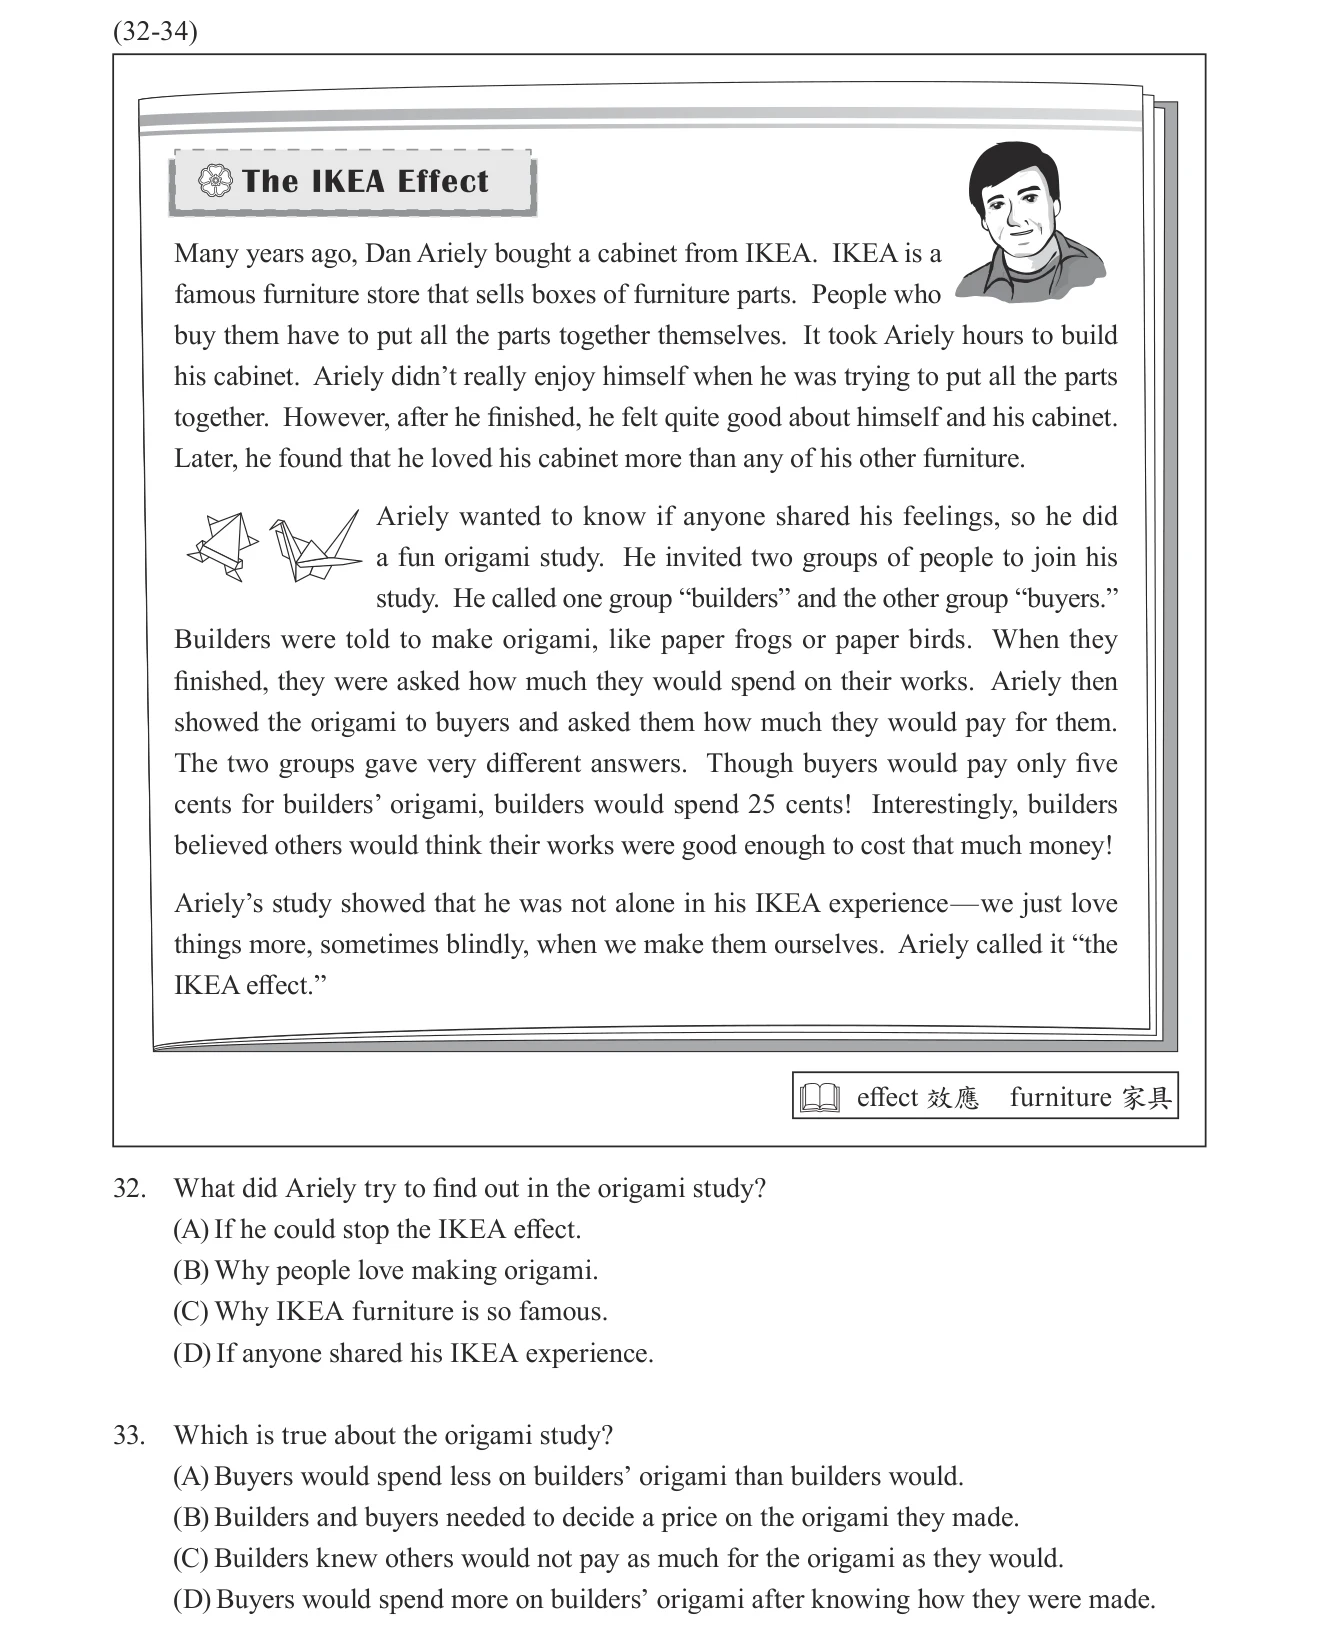 (32-34)
The IKEA Effect
Many years ago, Dan Ariely bought a cabinet from IKEA. IKEA is a
famous furniture store that sells boxes of furniture parts. People who
buy them have to put all the parts together themselves. It took Ariely hours to build
his cabinet. Ariely didn’t really enjoy himself when he was trying to put all the parts
together. However, after he finished, he felt quite good about himself and his cabinet.
Later, he found that he loved his cabinet more than any of his other furniture.
Ariely wanted to know if anyone shared his feelings, so he did
a fun origami study. He invited two groups of people to join his
study. He called one group “builders” and the other group “buyers.”
Builders were told to make origami, like paper frogs or paper birds. When they
finished, they were asked how much they would spend on their works. Ariely then
showed the origami to buyers and asked them how much they would pay for them.
The two groups gave very different answers. Though buyers would pay only five
cents for builders’ origami, builders would spend 25 cents! Interestingly, builders
believed others would think their works were good enough to cost that much money!
Ariely’s study showed that he was not alone in his IKEA experience—we just love
things more, sometimes blindly, when we make them ourselves. Ariely called it “the
IKEA effect.”
effect 效應 furniture 家具
32. What did Ariely try to find out in the origami study?
(A) If he could stop the IKEA effect.
(B) Why people love making origami.
(C) Why IKEA furniture is so famous.
(D) If anyone shared his IKEA experience.
33. Which is true about the origami study?
(A) Buyers would spend less on builders’ origami than builders would.
(B) Builders and buyers needed to decide a price on the origami they made.
(C) Builders knew others would not pay as much for the origami as they would.
(D) Buyers would spend more on builders’ origami after knowing how they were made.